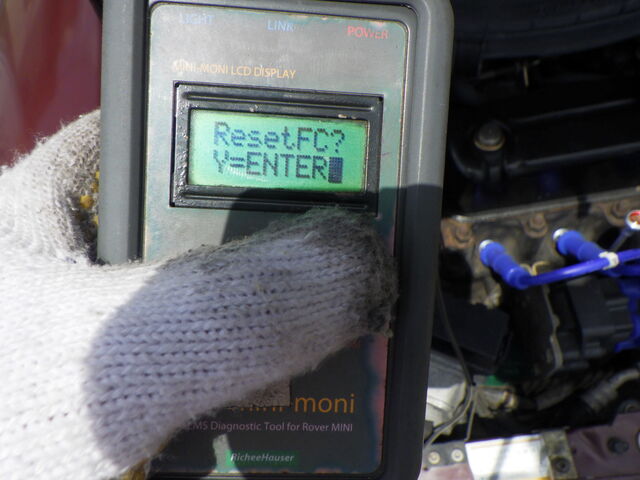 LIGHT LINK POWER
MINI-MONI LCD DISPLAY
ResetFC?
Y=ENTER
moni
EMS Diagnostic Tool for Rover MINI
RicheeHauser